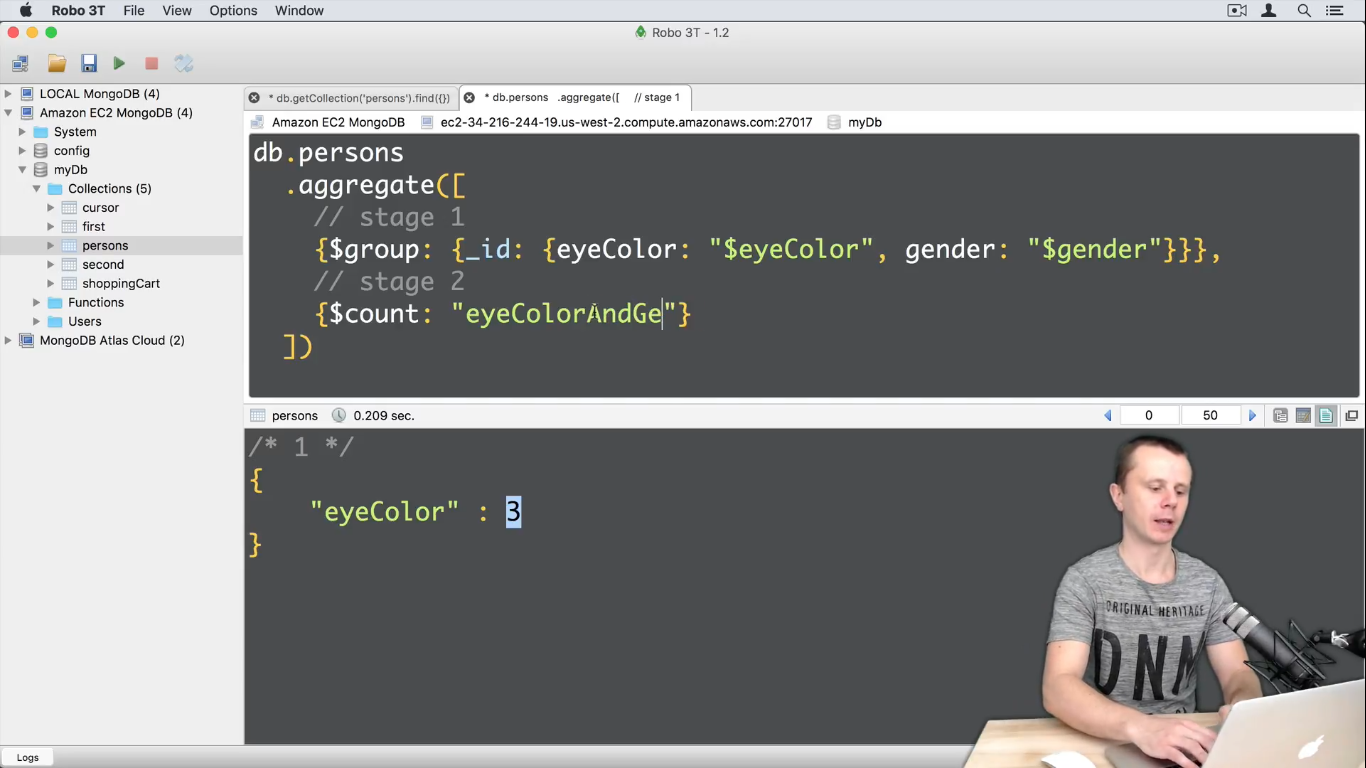 Robo 3T File View Options Window
Robo 3T - 1.2
LOCAL MongoDB (4)
Amazon EC2 MongoDB (4)
System
config
myDb
Collections (5)
cursor
first
persons
second
shoppingCart
Functions
Users
MongoDB Atlas Cloud (2)
* db.getCollection('persons').find({})
* db.persons .aggregate([ // stage 1
Amazon EC2 MongoDB ec2-34-216-244-19.us-west-2.compute.amazonaws.com:27017 myDb
db.persons
.aggregate([
// stage 1
{$group: {_id: {eyeColor: "$eyeColor", gender: "$gender"}}},
// stage 2
{$count: "eyeColorAndGe"}
])
persons 0.209 sec. 0 50
/* 1 */
{
"eyeColor" : 3
}
ORIGINAL HERITAGE
DNM
Logs